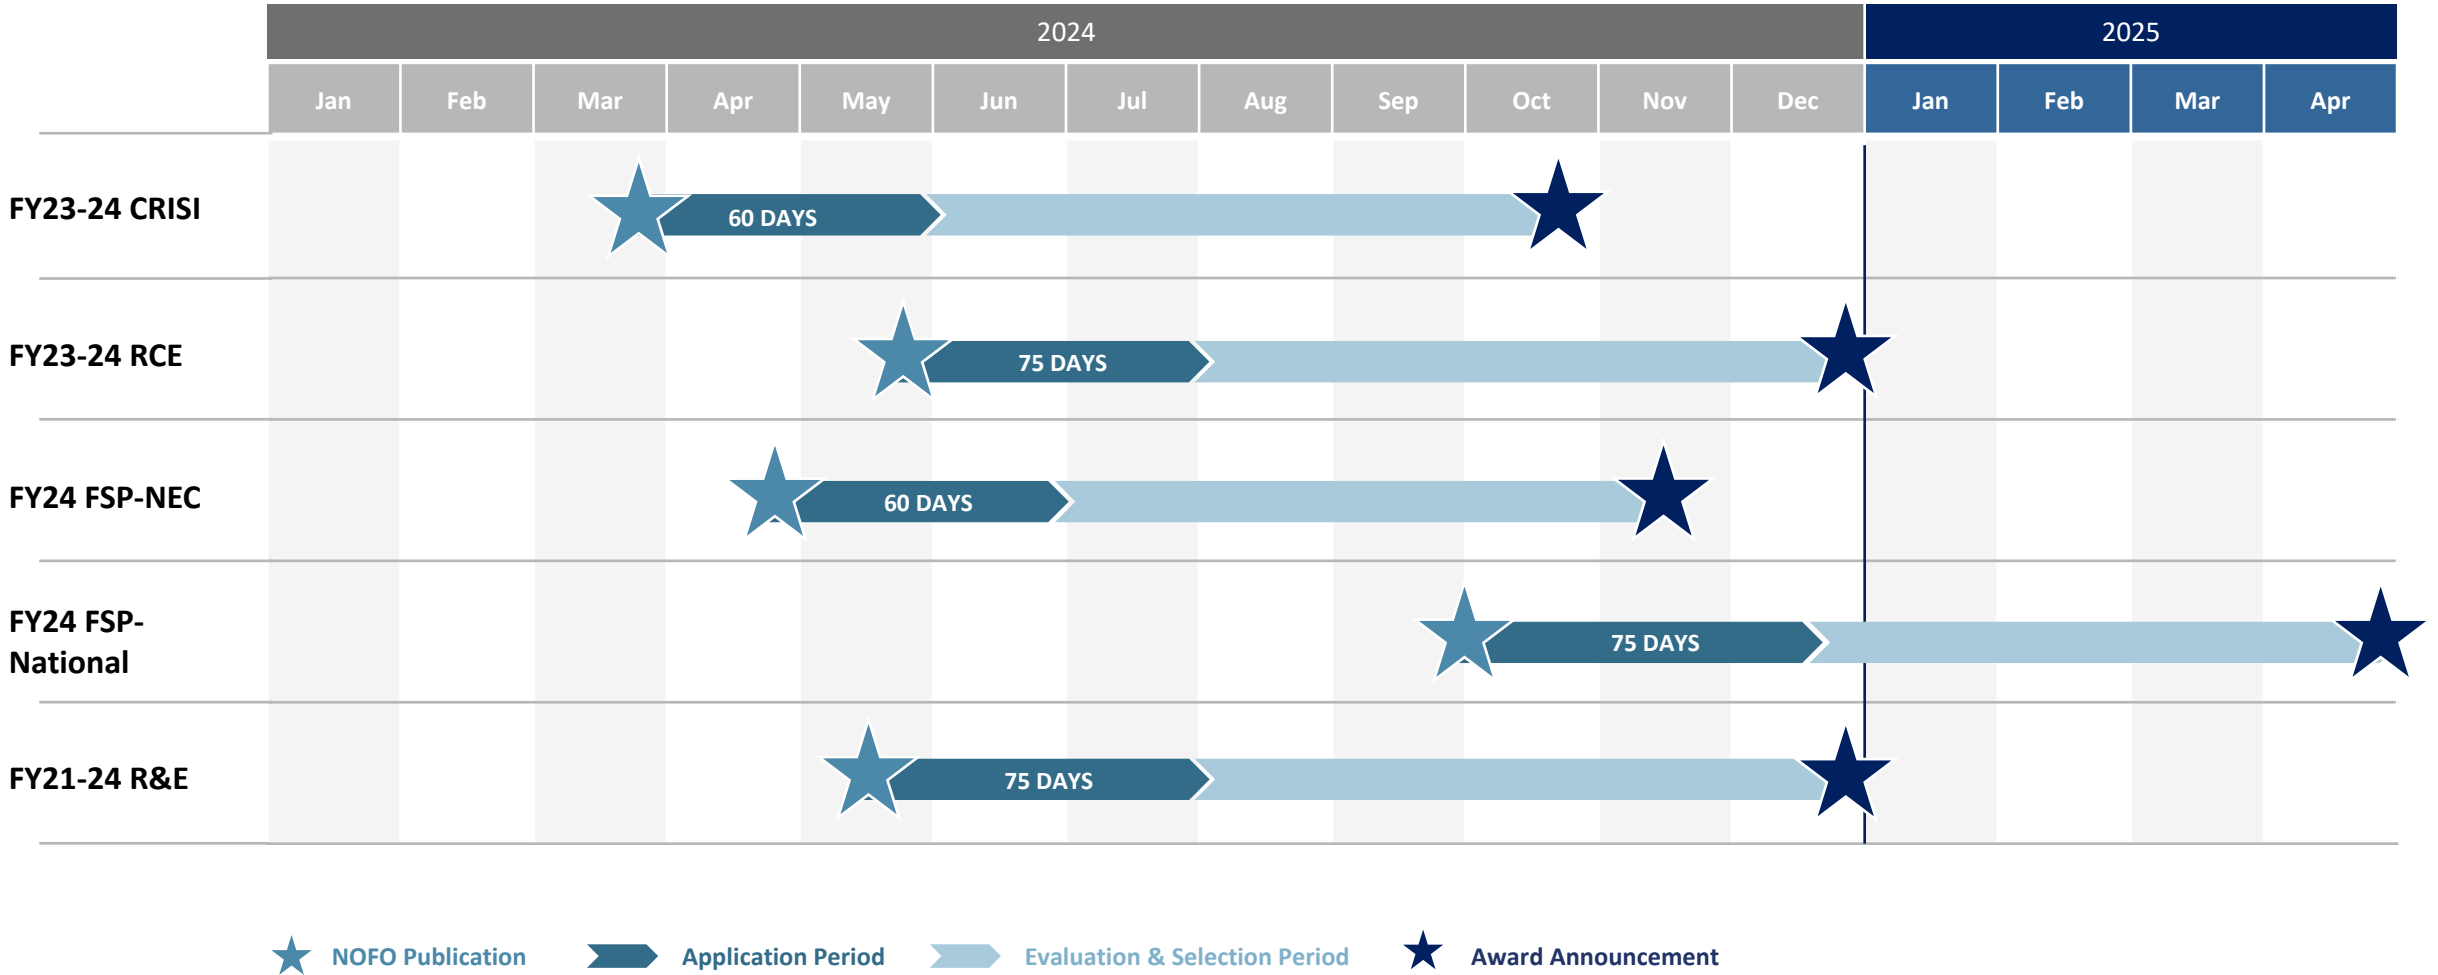 2024
2025
Jan
Feb
Mar
Apr
May
Jun
Jul
Aug
Sep
Oct
Nov
Dec
Jan
Feb
Mar
Apr
FY23-24 CRISI
60 DAYS
FY23-24 RCE
75 DAYS
FY24 FSP-NEC
60 DAYS
FY24 FSP-
National
75 DAYS
FY21-24 R&E
75 DAYS
NOFO Publication
Application Period
Evaluation & Selection Period
Award Announcement